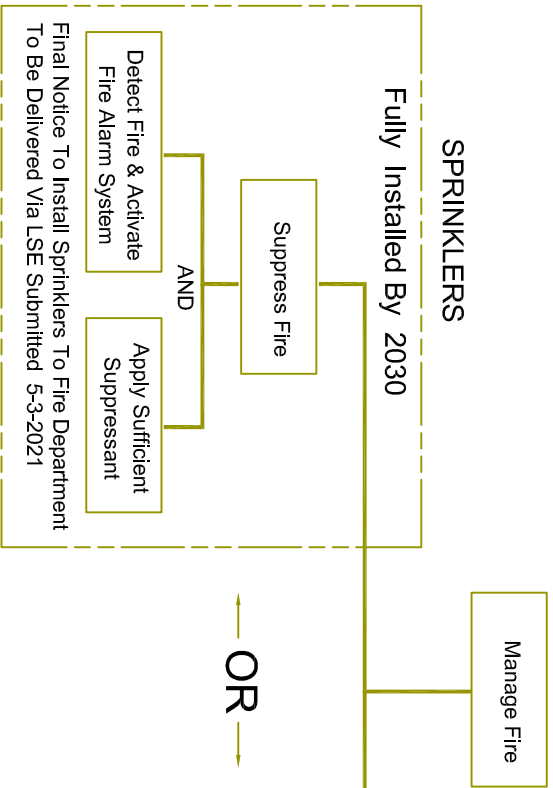 SPRINKLERS
Fully Installed By 2030
Manage Fire
Suppress Fire
AND
OR
Detect Fire & Activate
Fire Alarm System
Apply Sufficient
Suppressant
Final Notice To Install Sprinklers To Fire Department
To Be Delivered Via LSE Submitted 5-3-2021